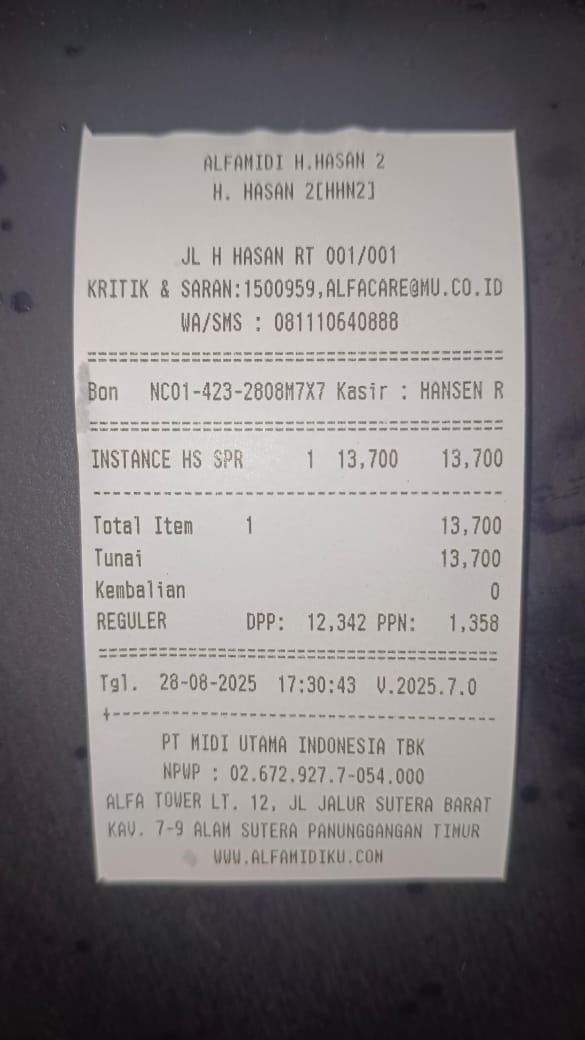 ALFAMIDI H.HASAN 2
H. HASAN 2[HHN2]
JL H HASAN RT 001/001
KRITIK & SARAN:1500959,ALFACARE@MU.CO.ID
WA/SMS : 081110640888
Bon NC01-423-2808M7X7 Kasir : HANSEN R
INSTANCE HS SPR 1 13,700 13,700
Total Item 1 13,700
Tunai 13,700
Kembalian 0
REGULER DPP: 12,342 PPN: 1,358
Tgl. 28-08-2025 17:30:43 V.2025.7.0
PT MIDI UTAMA INDONESIA TBK
NPWP : 02.672.927.7-054.000
ALFA TOWER LT. 12, JL JALUR SUTERA BARAT
KAV. 7-9 ALAM SUTERA PANUNGGANGAN TIMUR
WWW.ALFAMIDIKU.COM